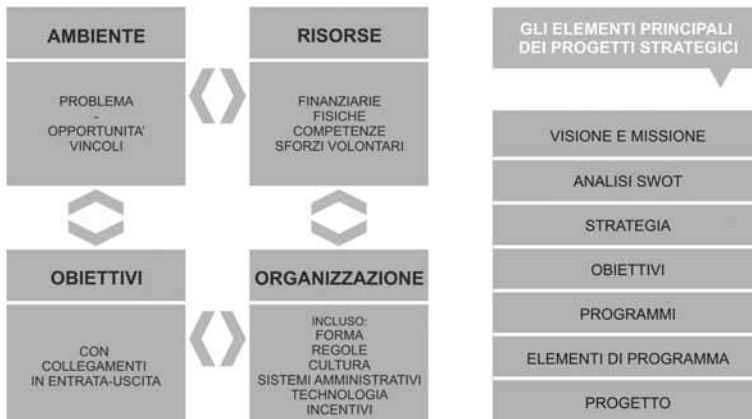 AMBIENTE
PROBLEMA
-
OPPORTUNITA'
VINCOLI
RISORSE
FINANZIARIE
FISICHE
COMPETENZE
SFORZI VOLONTARI
OBIETTIVI
CON
COLLEGAMENTI
IN ENTRATA-USCITA
ORGANIZZAZIONE
INCLUSO:
FORMA
REGOLE
CULTURA
SISTEMI AMMINISTRATIVI
TECHNOLOGIA
INCENTIVI
GLI ELEMENTI PRINCIPALI
DEI PROGETTI STRATEGICI
VISIONE E MISSIONE
ANALISI SWOT
STRATEGIA
OBIETTIVI
PROGRAMMI
ELEMENTI DI PROGRAMMA
PROGETTO